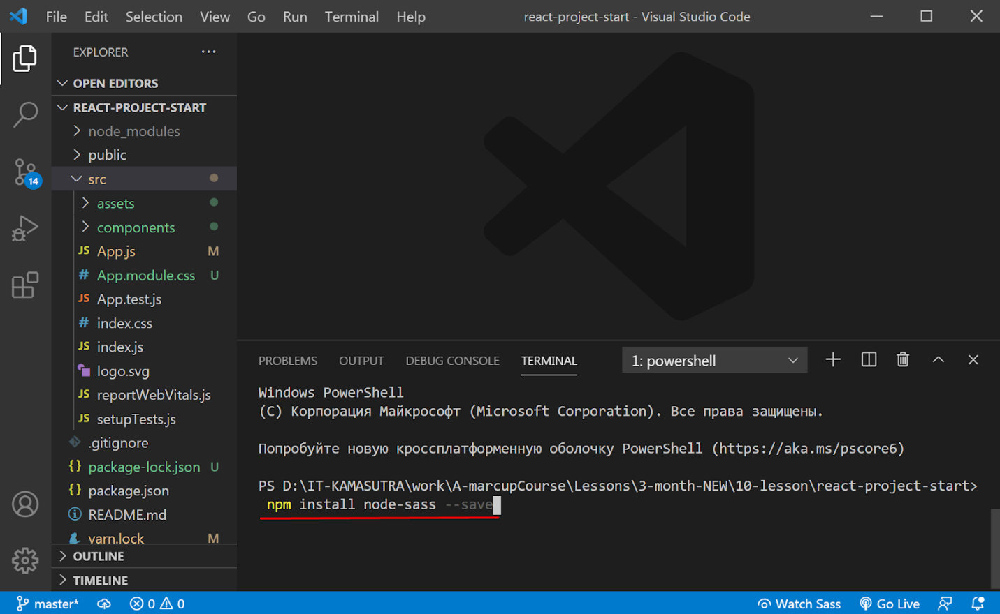 File Edit Selection View Go Run Terminal Help
react-project-start - Visual Studio Code
EXPLORER
OPEN EDITORS
REACT-PROJECT-START
node_modules
public
src
assets
components
JS App.js M
# App.module.css U
JS App.test.js
# index.css
JS index.js
logo.svg
JS reportWebVitals.js
JS setupTests.js
.gitignore
{} package-lock.json U
{} package.json
README.md
yarn.lock M
OUTLINE
TIMELINE
14
PROBLEMS OUTPUT DEBUG CONSOLE TERMINAL
1: powershell
Windows PowerShell
(C) Корпорация Майкрософт (Microsoft Corporation). Все права защищены.
Попробуйте новую кроссплатформенную оболочку PowerShell (https://aka.ms/pscore6)
PS D:\IT-KAMASUTRA\work\A-marcupCourse\Lessons\3-month-NEW\10-lesson\react-project-start>
npm install node-sass --save
master* 0 0
Watch Sass Go Live